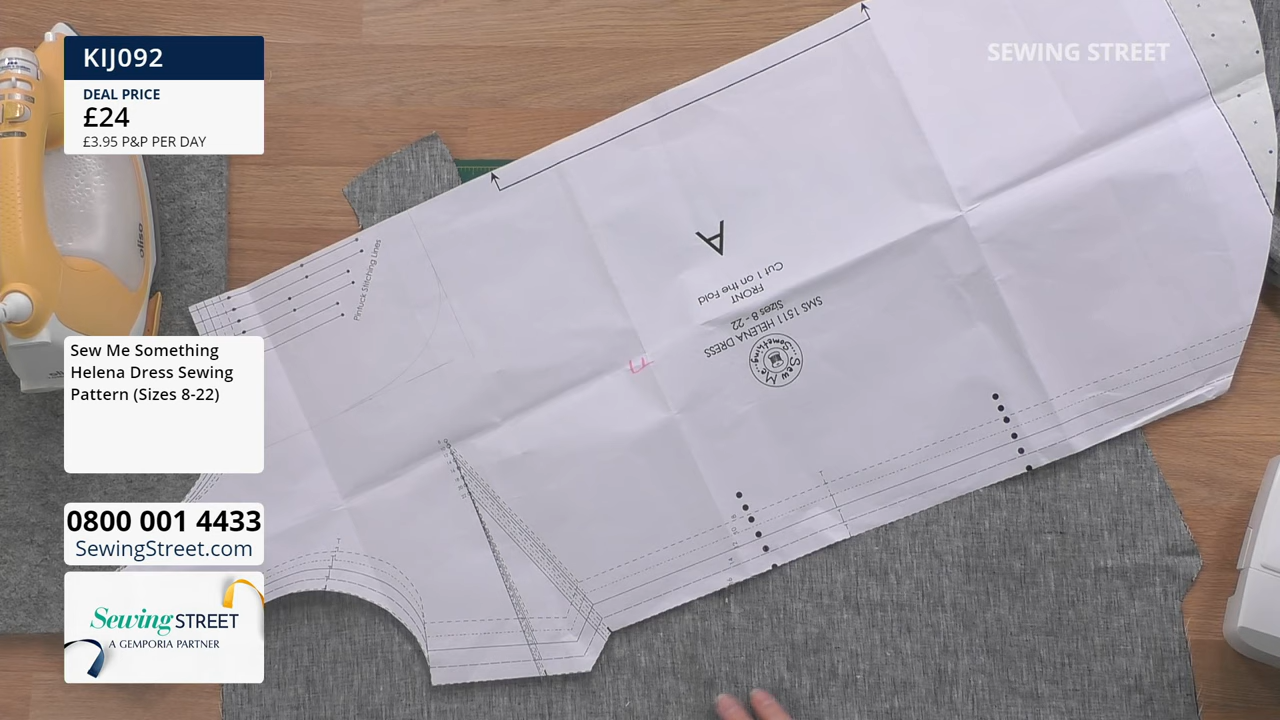 KIJ092
DEAL PRICE
£24
£3.95 P&P PER DAY
SEWING STREET
oliso
Pintuck Stitching Lines
A
Cut 1 on the Fold
FRONT
Sizes 8 - 22
SMS 1511 HELENA DRESS
Sew Me
Something
Sew Me Something
Helena Dress Sewing
Pattern (Sizes 8-22)
0800 001 4433
SewingStreet.com
Sewing STREET
A GEMPORIA PARTNER